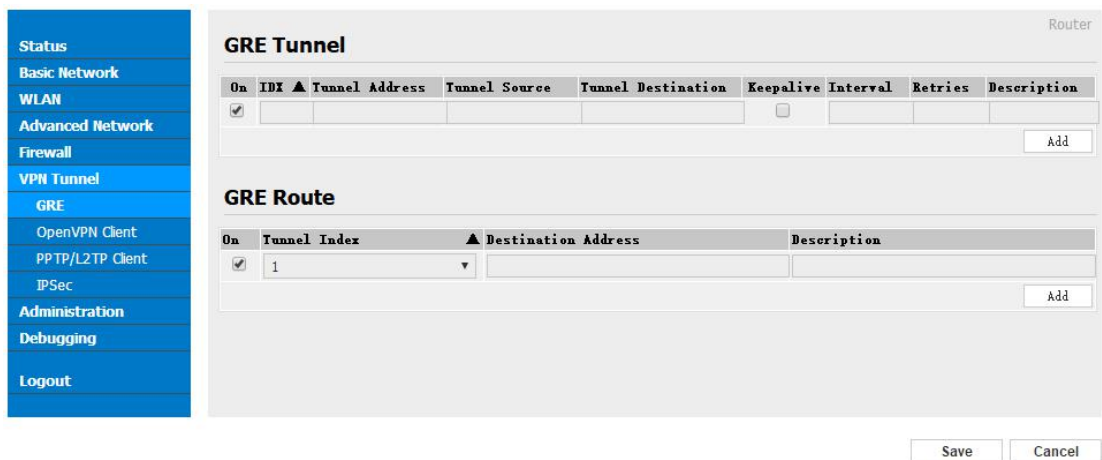 Router
Status
Basic Network
WLAN
Advanced Network
Firewall
VPN Tunnel
GRE
OpenVPN Client
PPTP/L2TP Client
IPSec
Administration
Debugging
Logout
GRE Tunnel
On IDX ▲ Tunnel Address Tunnel Source Tunnel Destination Keepalive Interval Retries Description
Add
GRE Route
On Tunnel Index ▲ Destination Address Description
1
Add
Save Cancel